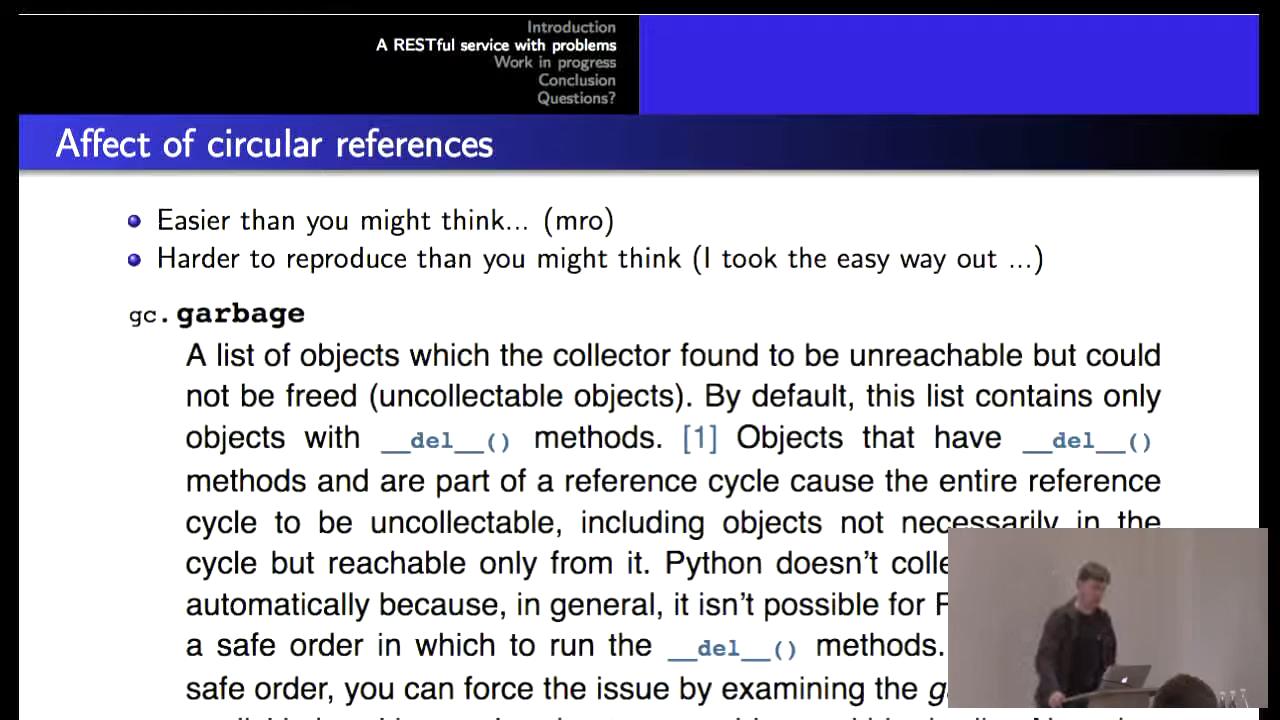 Introduction
A RESTful service with problems
Work in progress
Conclusion
Questions?
Affect of circular references
Easier than you might think... (mro)
Harder to reproduce than you might think (I took the easy way out ...)
gc.garbage
A list of objects which the collector found to be unreachable but could
not be freed (uncollectable objects). By default, this list contains only
objects with __del__() methods. [1] Objects that have __del__()
methods and are part of a reference cycle cause the entire reference
cycle to be uncollectable, including objects not necessarily in the
cycle but reachable only from it. Python doesn't
automatically because, in general, it isn't possible for
a safe order in which to run the __del__() methods.
safe order, you can force the issue by examining the